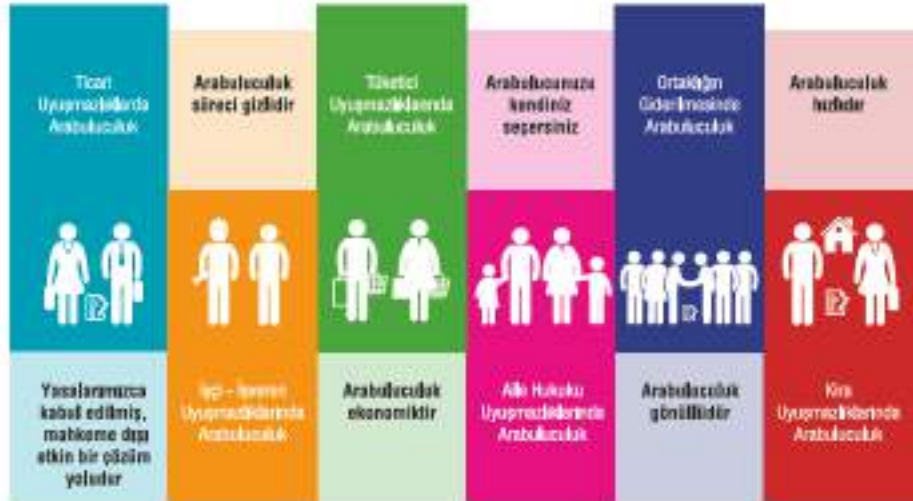 Ticari
Uyuşmazlıklarda
Arabuluculuk
Arabuluculuk
süreci gizlidir
Tüketici
Uyuşmazlıklarında
Arabuluculuk
Arabulucunuzu
kendiniz
seçersiniz
Ortaklığın
Giderilmesinde
Arabuluculuk
Arabuluculuk
hızlıdır
Yasalarımızca
kabul edilmiş,
mahkeme dışı
etkin bir çözüm
yoludur
İşçi – İşveren
Uyuşmazlıklarında
Arabuluculuk
Arabuluculuk
ekonomiktir
Aile Hukuku
Uyuşmazlıklarında
Arabuluculuk
Arabuluculuk
gönüllüdür
Kira
Uyuşmazlıklarında
Arabuluculuk